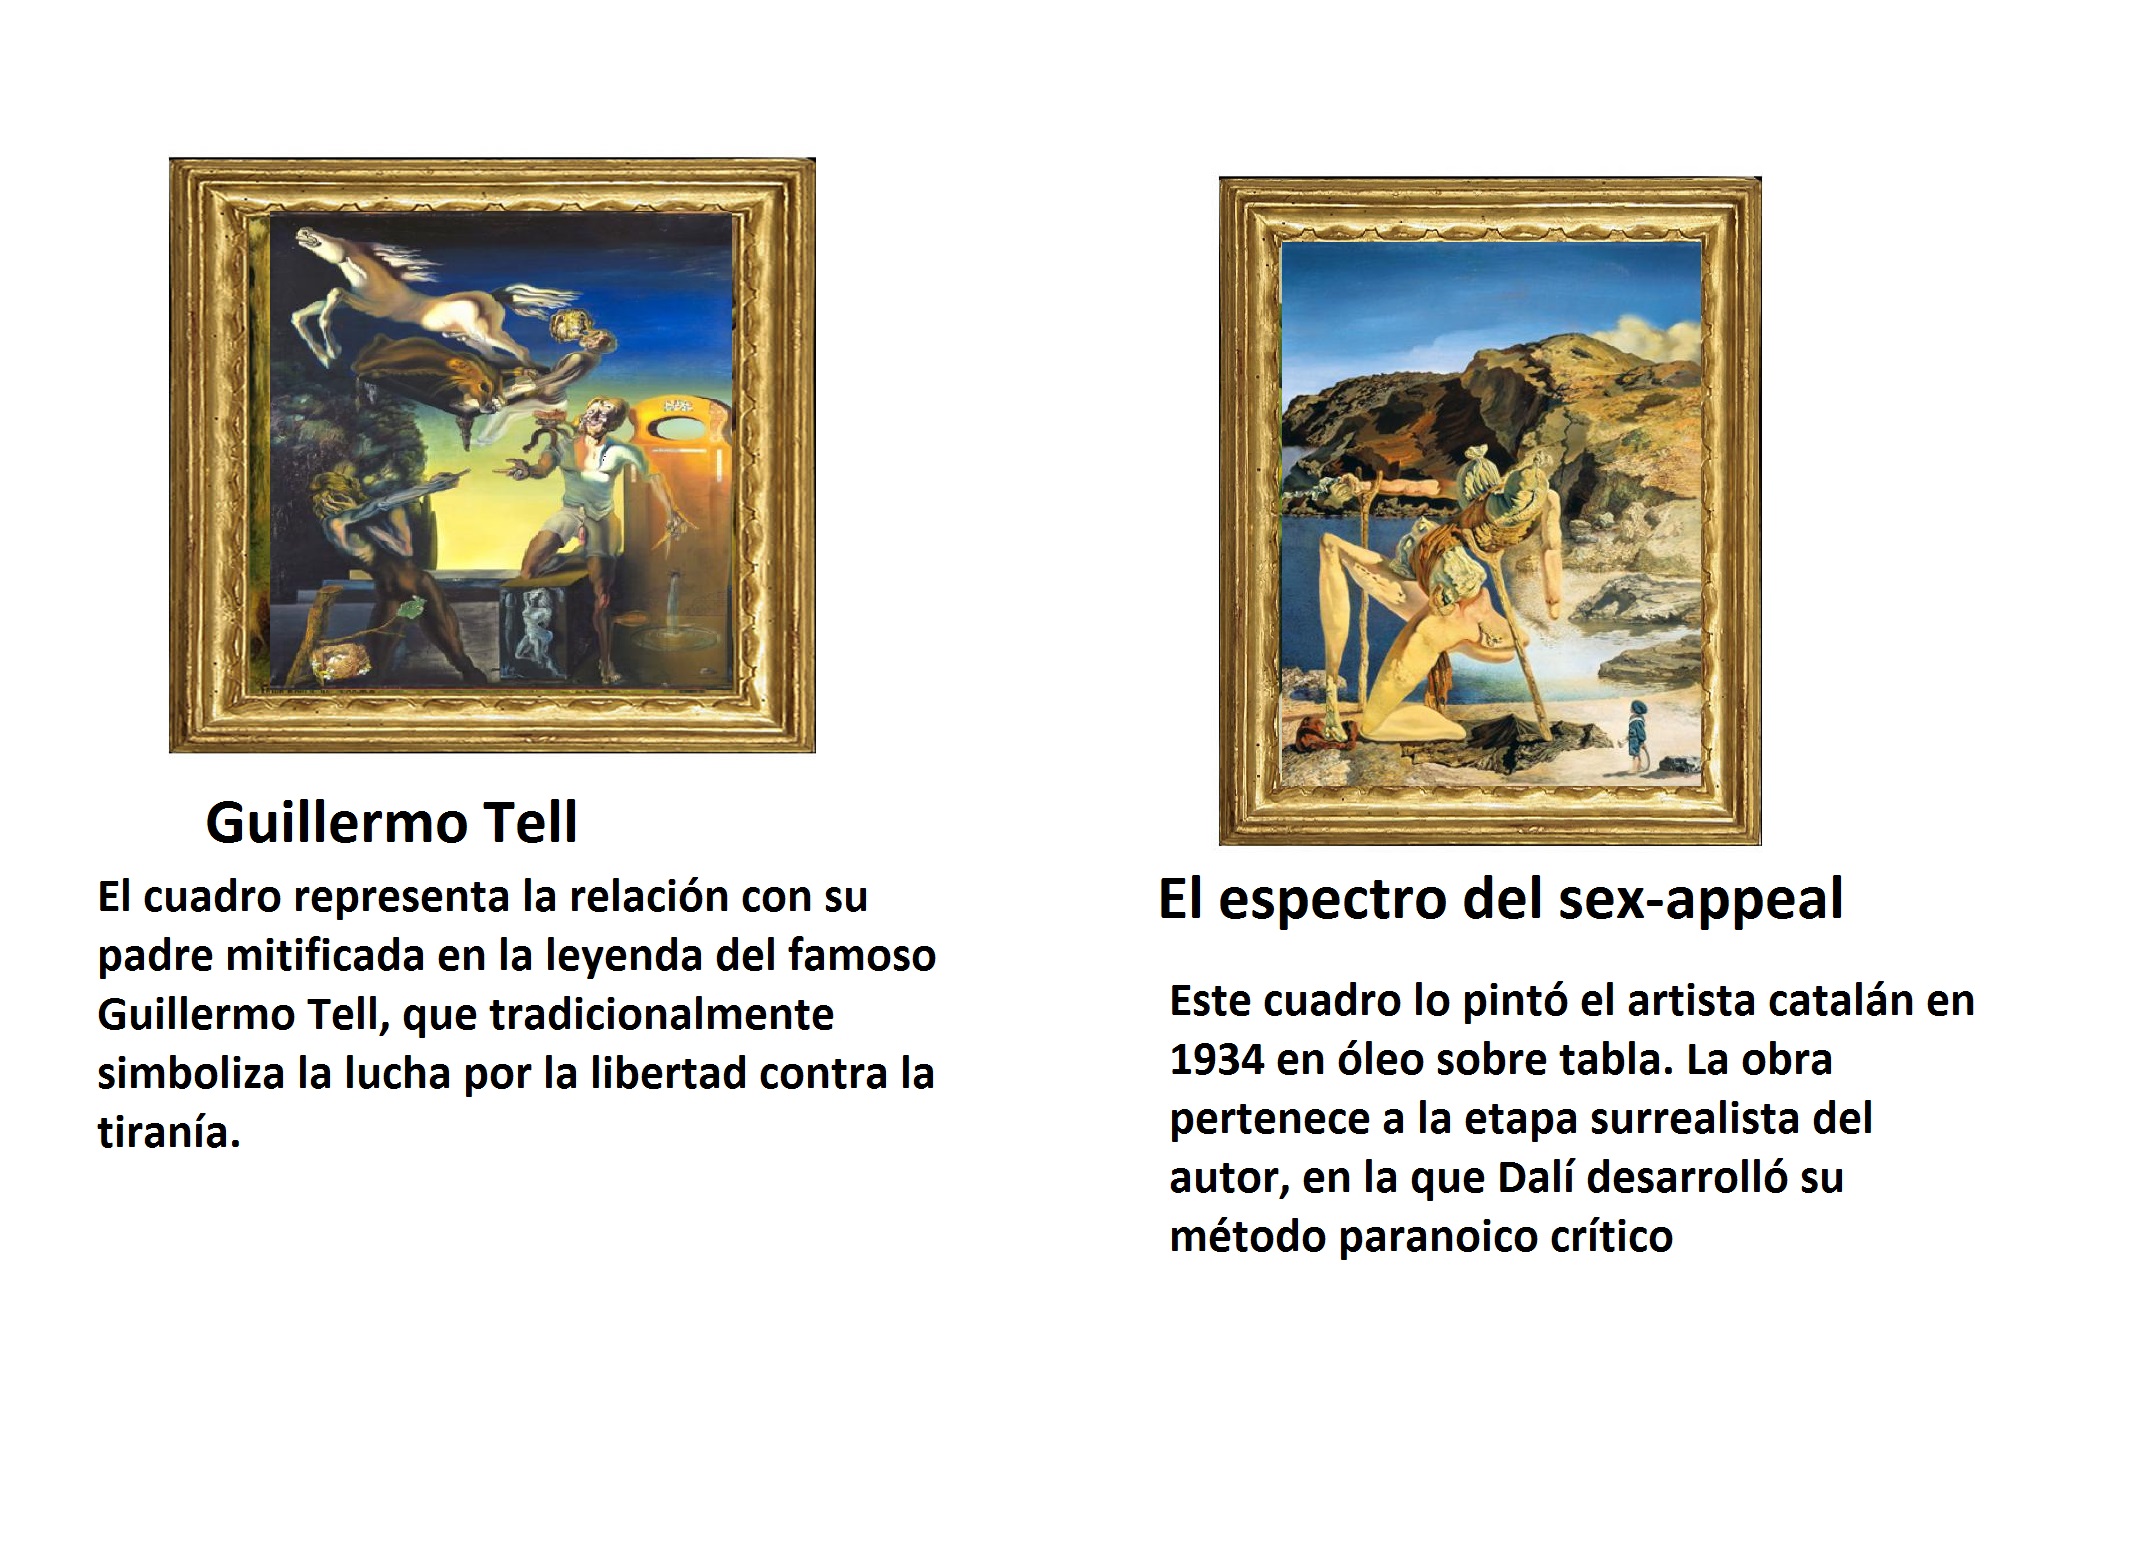 Guillermo Tell
El cuadro representa la relación con su
padre mitificada en la leyenda del famoso
Guillermo Tell, que tradicionalmente
simboliza la lucha por la libertad contra la
tiranía.
El espectro del sex-appeal
Este cuadro lo pintó el artista catalán en
1934 en óleo sobre tabla. La obra
pertenece a la etapa surrealista del
autor, en la que Dalí desarrolló su
método paranoico crítico